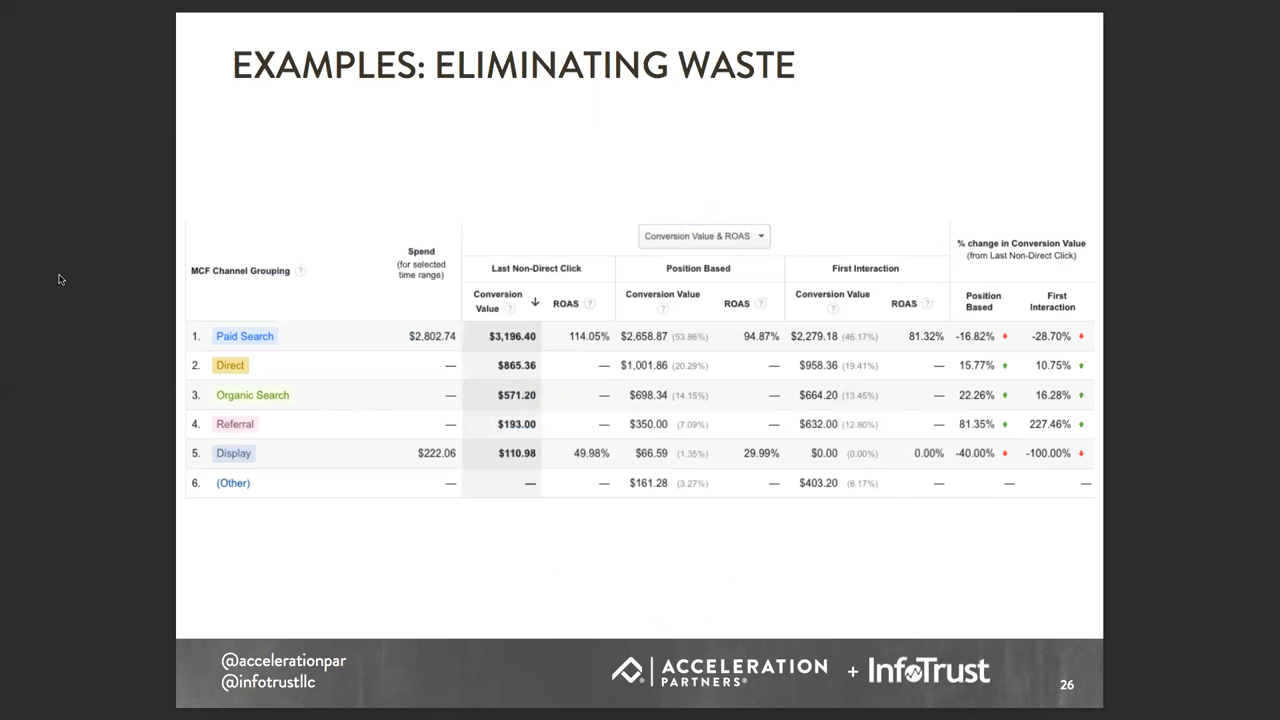 EXAMPLES: ELIMINATING WASTE
Conversion Value & ROAS
MCF Channel Grouping ?
Spend
(for selected
time range)
% change in Conversion Value
(from Last Non-Direct Click)
Last Non-Direct Click Position Based First Interaction
Conversion
Value ? ROAS ? Conversion Value
? ROAS ? Conversion Value
? ROAS ? Position
Based First
Interaction
1. Paid Search $2,802.74 $3,196.40 114.05% $2,658.87 (53.86%) 94.87% $2,279.18 (46.17%) 81.32% -16.82% -28.70%
2. Direct — $865.36 — $1,001.86 (20.29%) — $958.36 (19.41%) — 15.77% 10.75%
3. Organic Search — $571.20 — $698.34 (14.15%) — $664.20 (13.45%) — 22.26% 16.28%
4. Referral — $193.00 — $350.00 (7.09%) — $632.00 (12.80%) — 81.35% 227.46%
5. Display $222.06 $110.98 49.98% $66.59 (1.35%) 29.99% $0.00 (0.00%) 0.00% -40.00% -100.00%
6. (Other) — — — $161.28 (3.27%) — $403.20 (8.17%) — — —
@accelerationpar
@infotrustllc
ACCELERATION
PARTNERS®
+ InfoTrust
26